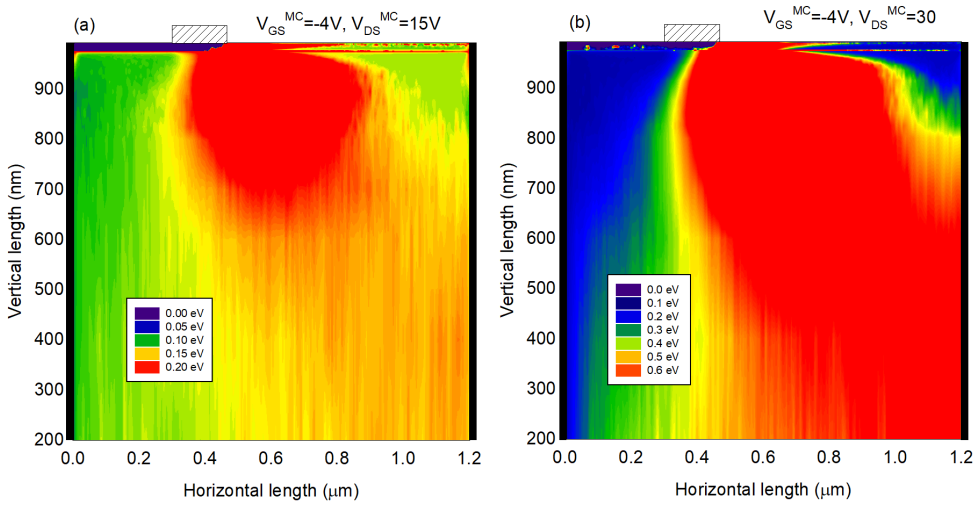 (a)
V_GS^MC=-4V, V_DS^MC=15V
Vertical length (nm)
900
800
700
600
500
400
300
200
0.00 eV
0.05 eV
0.10 eV
0.15 eV
0.20 eV
0.0 0.2 0.4 0.6 0.8 1.0 1.2
Horizontal length (μm)
(b)
V_GS^MC=-4V, V_DS^MC=30
Vertical length (nm)
900
800
700
600
500
400
300
200
0.0 eV
0.1 eV
0.2 eV
0.3 eV
0.4 eV
0.5 eV
0.6 eV
0.0 0.2 0.4 0.6 0.8 1.0 1.2
Horizontal length (μm)